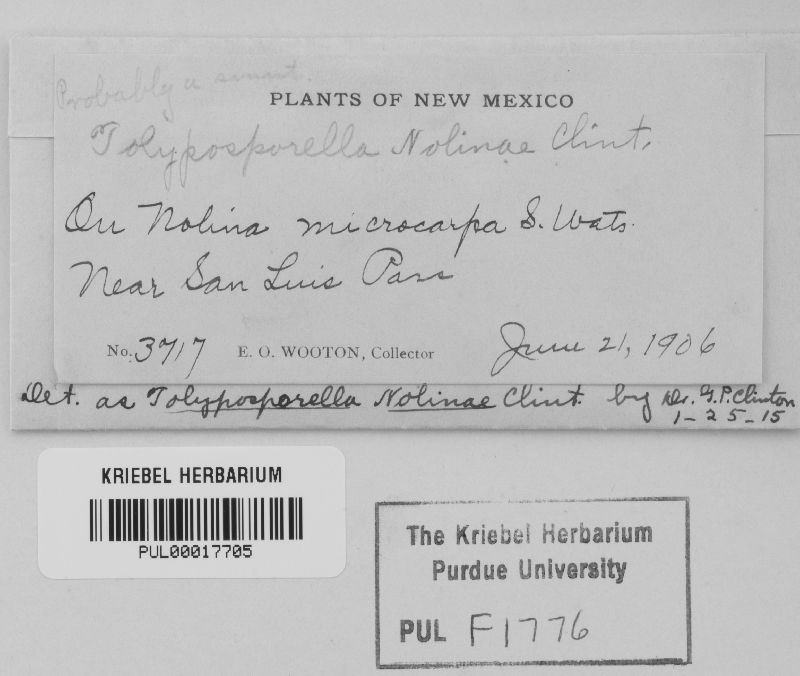 Probably a smut.
PLANTS OF NEW MEXICO
Tolyposporella Nolinae Clint.
On Nolina microcarpa S. Wats.
Near San Luis Pass
No. 3717 E. O. WOOTON, Collector June 21, 1906
Det. as Tolyposporella Nolinae Clint. by Dr. G.P. Clinton
1-25-15
KRIEBEL HERBARIUM
PUL00017705
The Kriebel Herbarium
Purdue University
PUL F1776